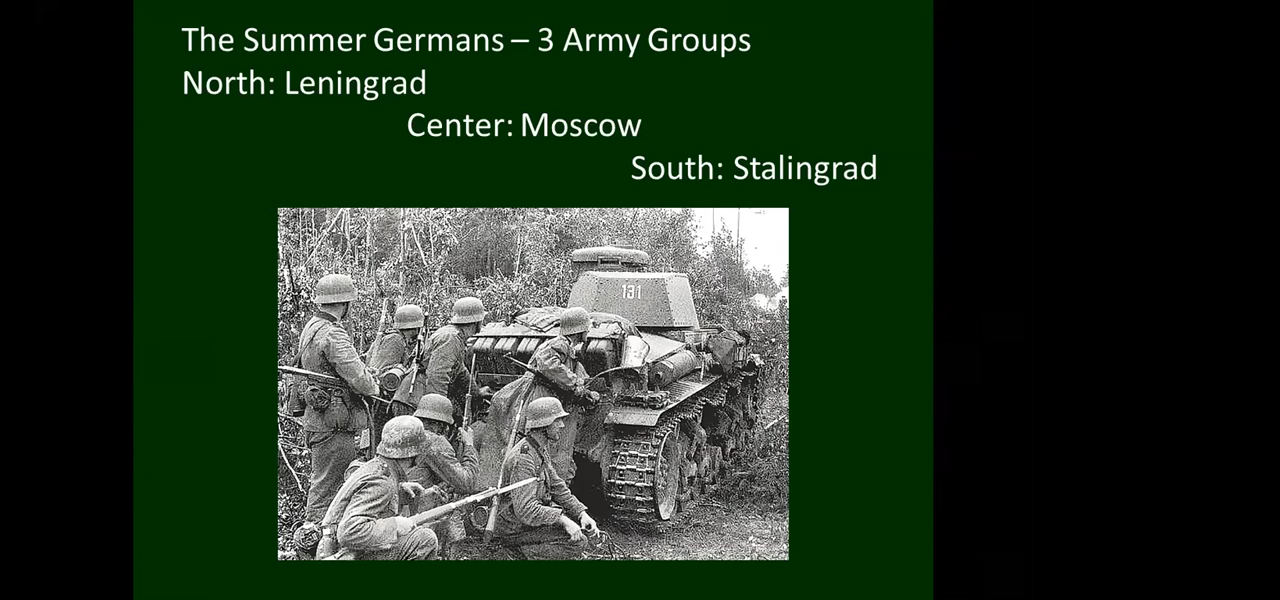 The Summer Germans – 3 Army Groups
North: Leningrad
Center: Moscow
South: Stalingrad
131